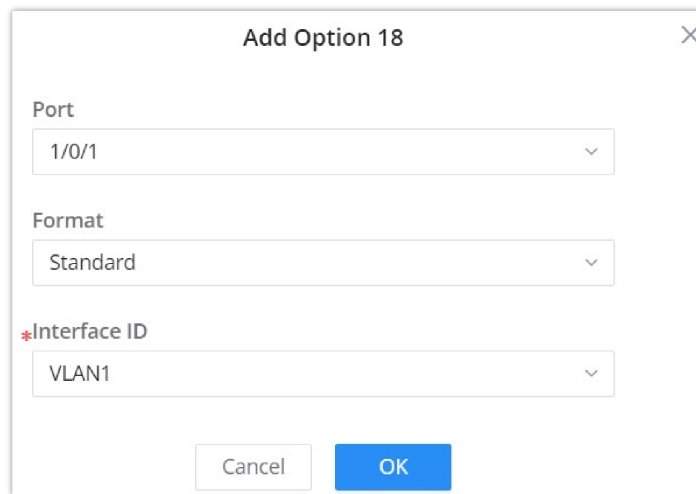 Add Option 18
Port
1/0/1
Format
Standard
*Interface ID
VLAN1
Cancel OK